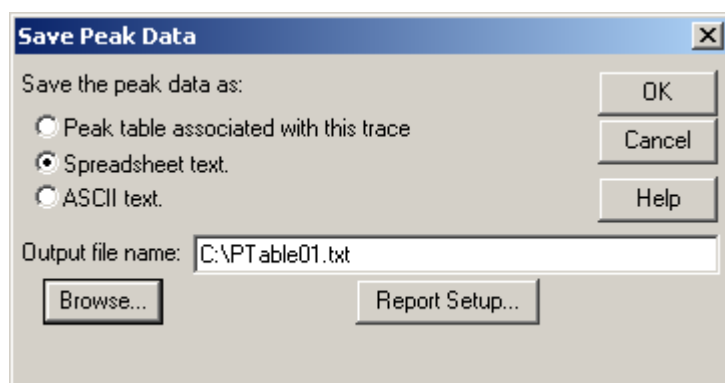 Save Peak Data
Save the peak data as:
Peak table associated with this trace
Spreadsheet text.
ASCII text.
OK
Cancel
Help
Output file name: C:\PTable01.txt
Browse...
Report Setup...